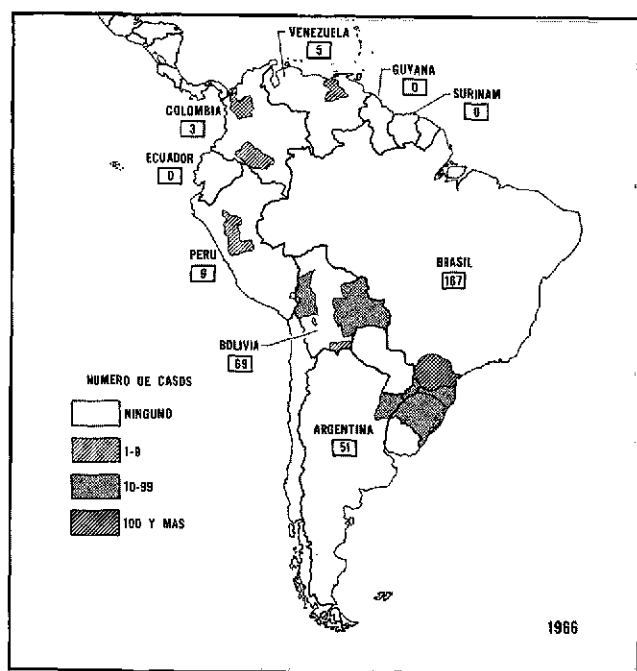 VENEZUELA
5
GUYANA
0
SURINAM
0
COLOMBIA
3
ECUADOR
0
PERU
9
BRASIL
167
BOLIVIA
69
ARGENTINA
51
NUMERO DE CASOS
NINGUNO
1-9
10-99
100 Y MAS
1966